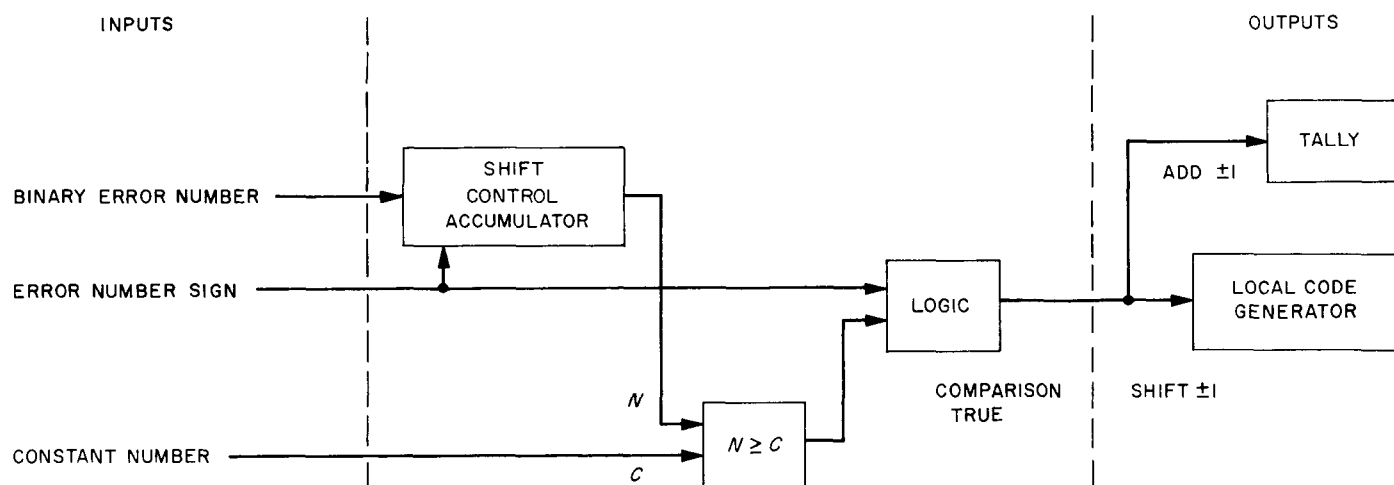 INPUTS
OUTPUTS
TALLY
ADD ±1
SHIFT
CONTROL
ACCUMULATOR
BINARY ERROR NUMBER
ERROR NUMBER SIGN
LOGIC
LOCAL CODE
GENERATOR
COMPARISON
TRUE
SHIFT ±1
N
N ≥ C
CONSTANT NUMBER
C